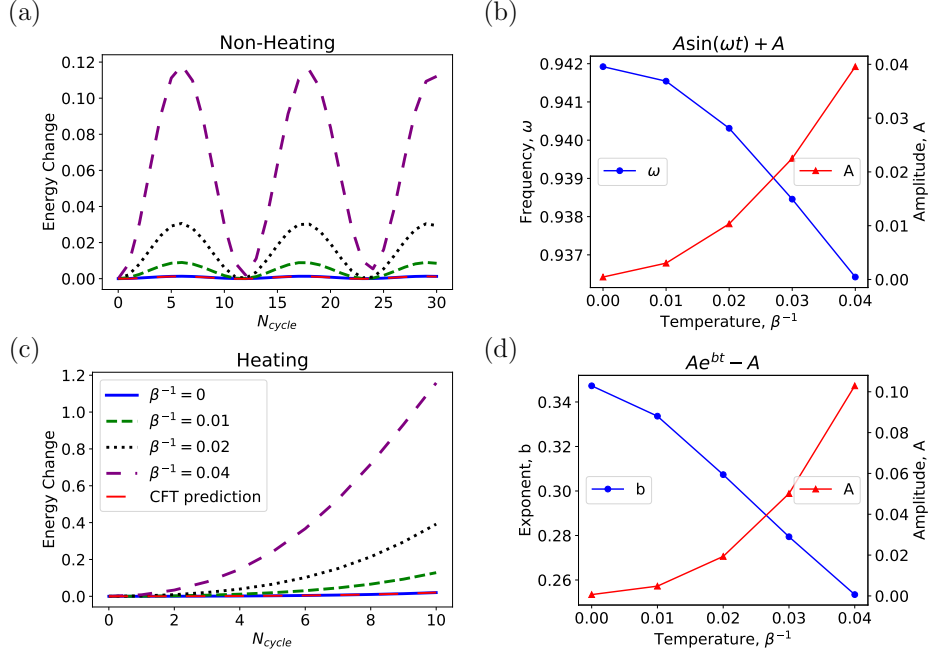 (a)
Non-Heating
Energy Change
0.12
0.10
0.08
0.06
0.04
0.02
0.00
0 5 10 15 20 25 30
N_cycle
(b)
A sin(ωt) + A
Frequency, ω
0.942
0.941
0.940
0.939
0.938
0.937
ω
A
0.04
0.03
0.02
0.01
0.00
Amplitude, A
0.00 0.01 0.02 0.03 0.04
Temperature, β⁻¹
(c)
Heating
Energy Change
1.2
1.0
0.8
0.6
0.4
0.2
0.0
β⁻¹ = 0
β⁻¹ = 0.01
β⁻¹ = 0.02
β⁻¹ = 0.04
CFT prediction
0 2 4 6 8 10
N_cycle
(d)
Ae^{bt} − A
Exponent, b
0.34
0.32
0.30
0.28
0.26
b
A
0.10
0.08
0.06
0.04
0.02
0.00
Amplitude, A
0.00 0.01 0.02 0.03 0.04
Temperature, β⁻¹